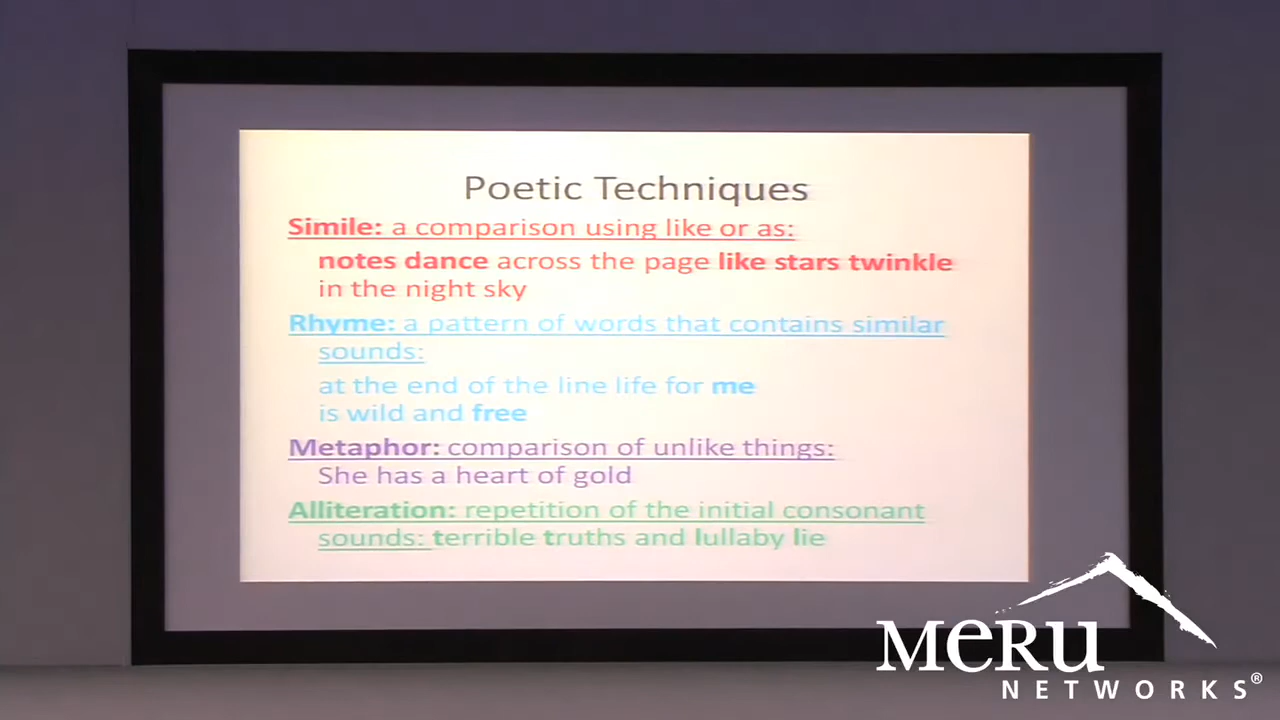 Poetic Techniques
Simile: a comparison using like or as:
notes dance across the page like stars twinkle
in the night sky
Rhyme: a pattern of words that contains similar
sounds:
at the end of the line life for me
is wild and free
Metaphor: comparison of unlike things:
She has a heart of gold
Alliteration: repetition of the initial consonant
sounds: terrible truths and lullaby lie
MERU
NETWORKS®